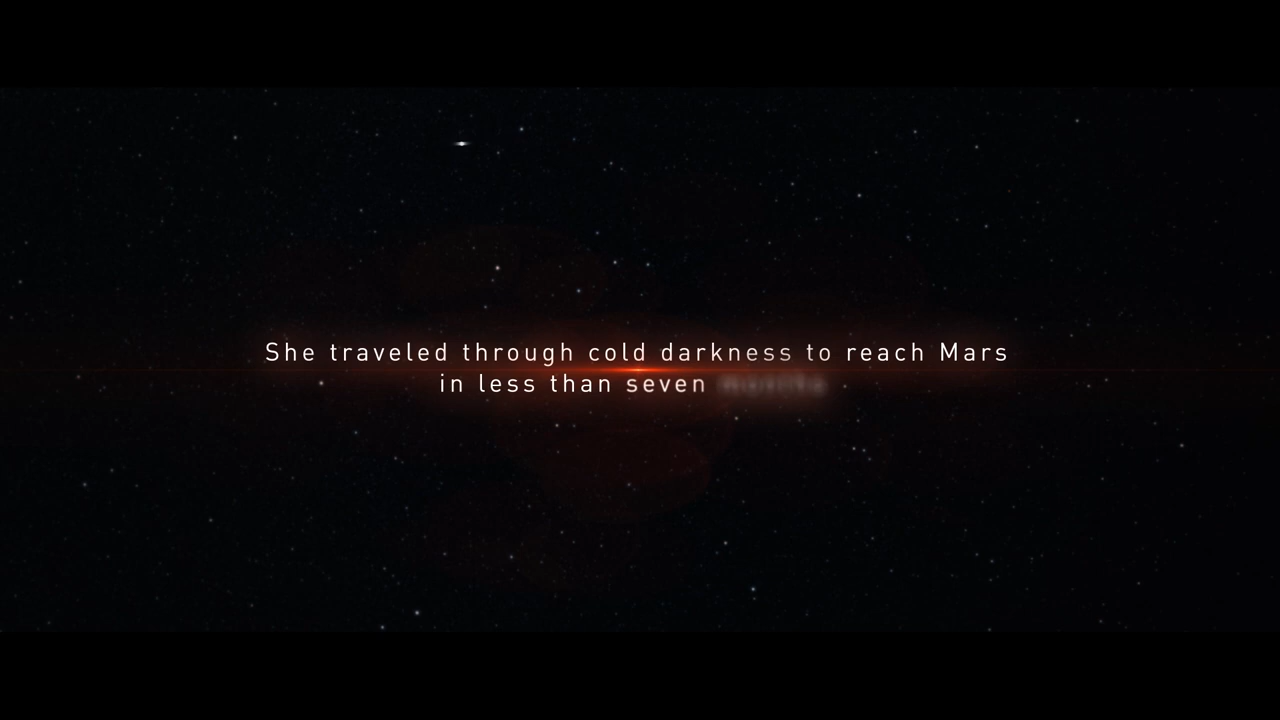 She traveled through cold darkness to reach Mars
in less than seven